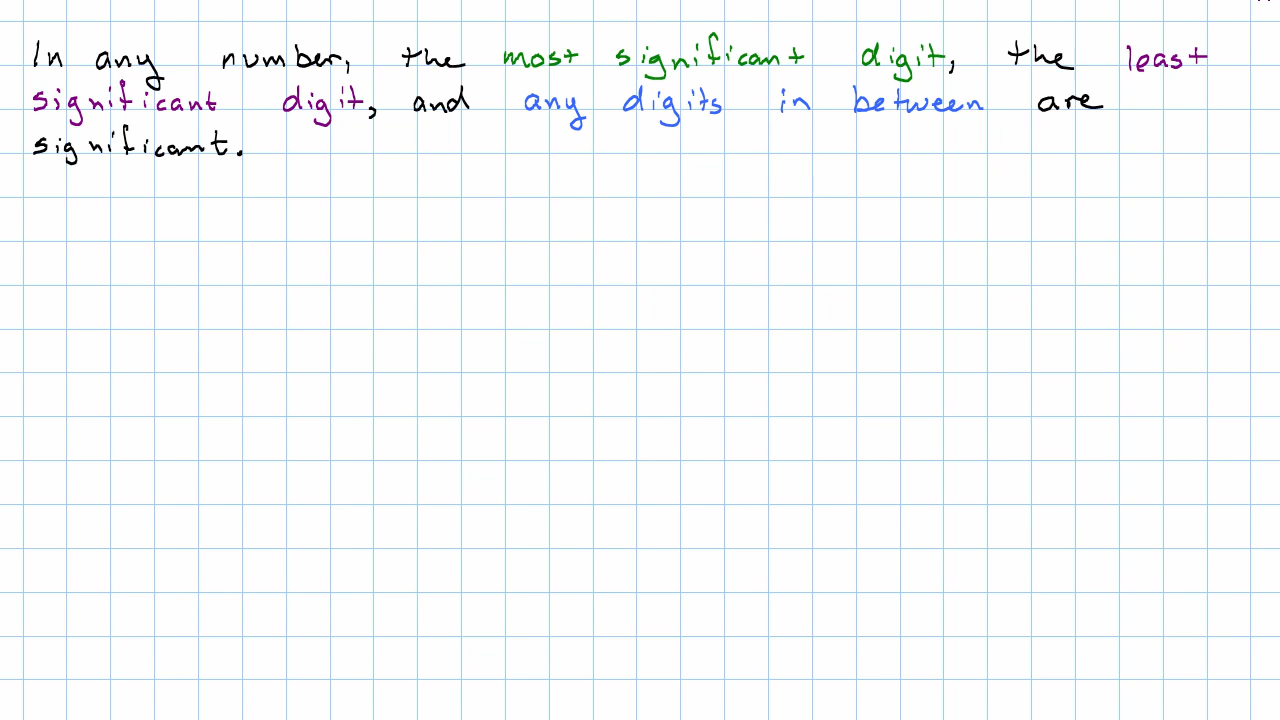 In any number, the most significant digit, the least
significant digit, and any digits in between are
significant.